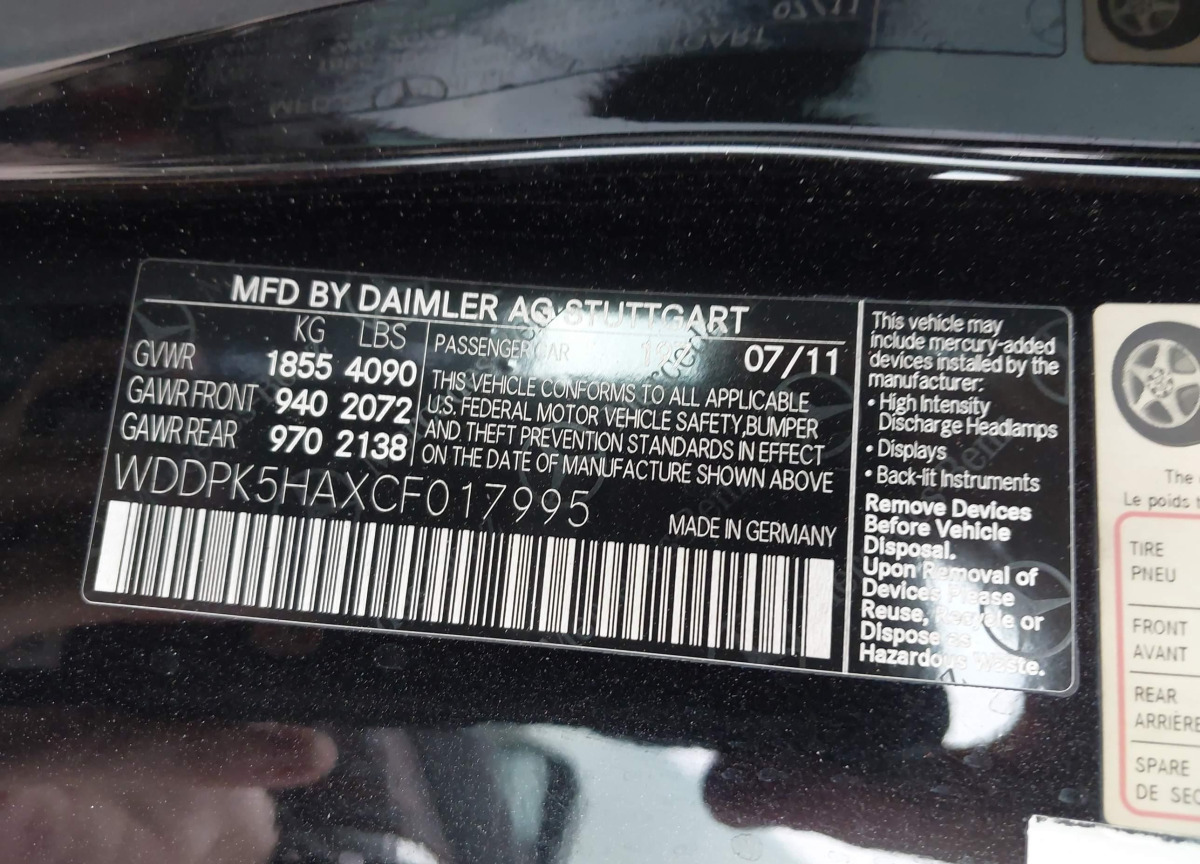 MFD BY DAIMLER AG STUTTGART
KG LBS
GVWR 1855 4090
GAWR FRONT 940 2072
GAWR REAR 970 2138
PASSENGER CAR 07/11
THIS VEHICLE CONFORMS TO ALL APPLICABLE
U.S. FEDERAL MOTOR VEHICLE SAFETY,BUMPER
AND THEFT PREVENTION STANDARDS IN EFFECT
ON THE DATE OF MANUFACTURE SHOWN ABOVE
WDDPK5HAXCF017995
MADE IN GERMANY
This vehicle may
include mercury-added
devices installed by the
manufacturer:
• High Intensity
Discharge Headlamps
• Displays
• Back-lit Instruments
Remove Devices
Before Vehicle
Disposal.
Upon Removal of
Devices Please
Reuse, Recycle or
Dispose as
Hazardous Waste.
The
Le poids
TIRE
PNEU
FRONT
AVANT
REAR
ARRIÈRE
SPARE
DE SEC